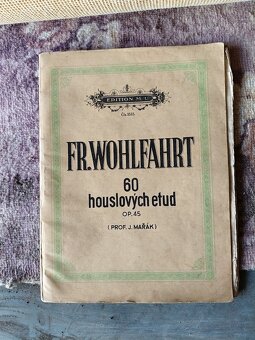 EDITION M.U.
FR.WOHLFAHRT
60
houslových etud
OP. 45
( PROF. J. MAŘÁK )